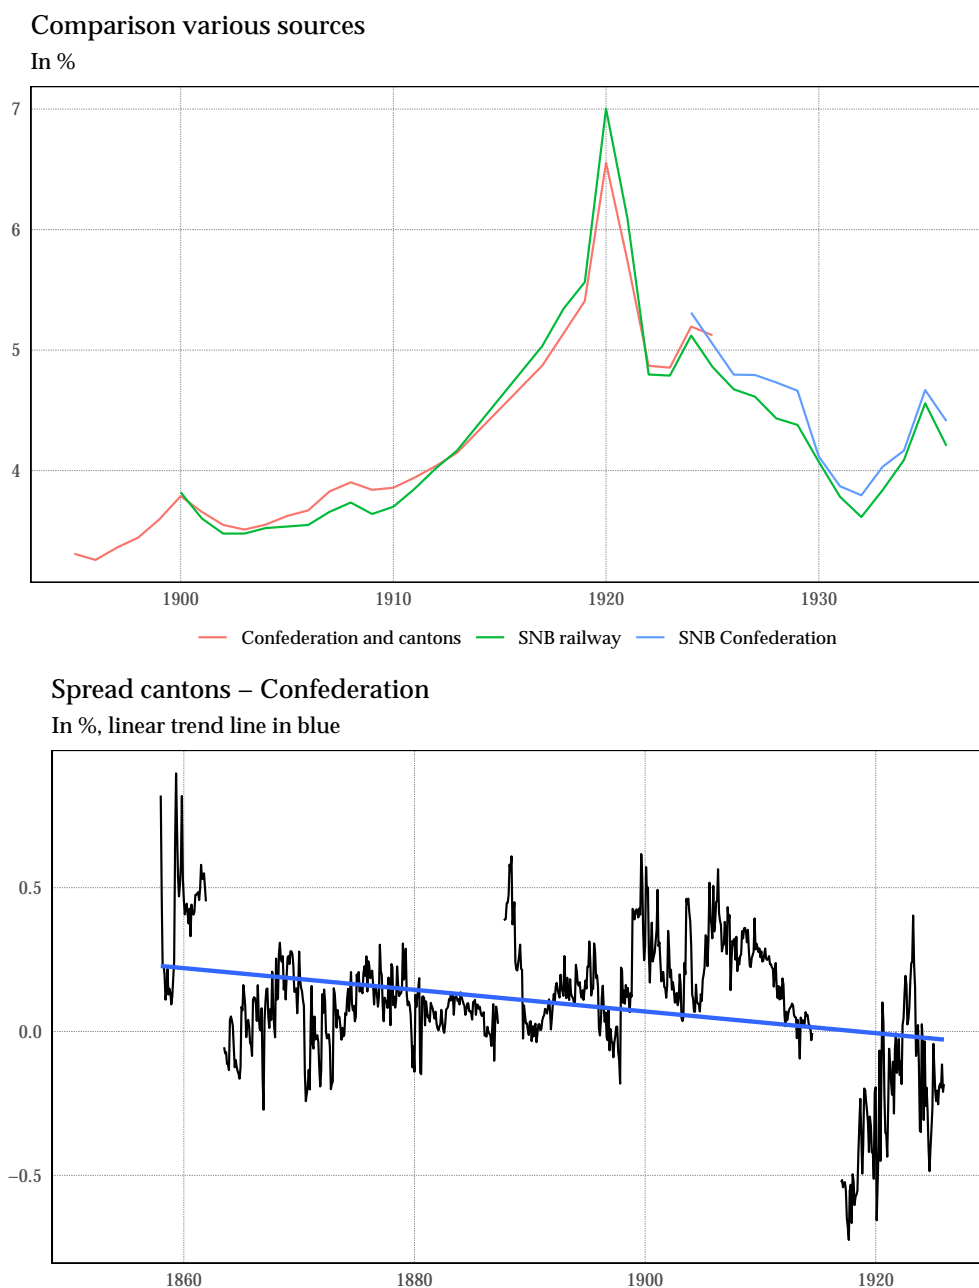 Comparison various sources
In %
7
6
5
4
1900 1910 1920 1930
Confederation and cantons SNB railway SNB Confederation
Spread cantons – Confederation
In %, linear trend line in blue
0.5
0.0
−0.5
1860 1880 1900 1920